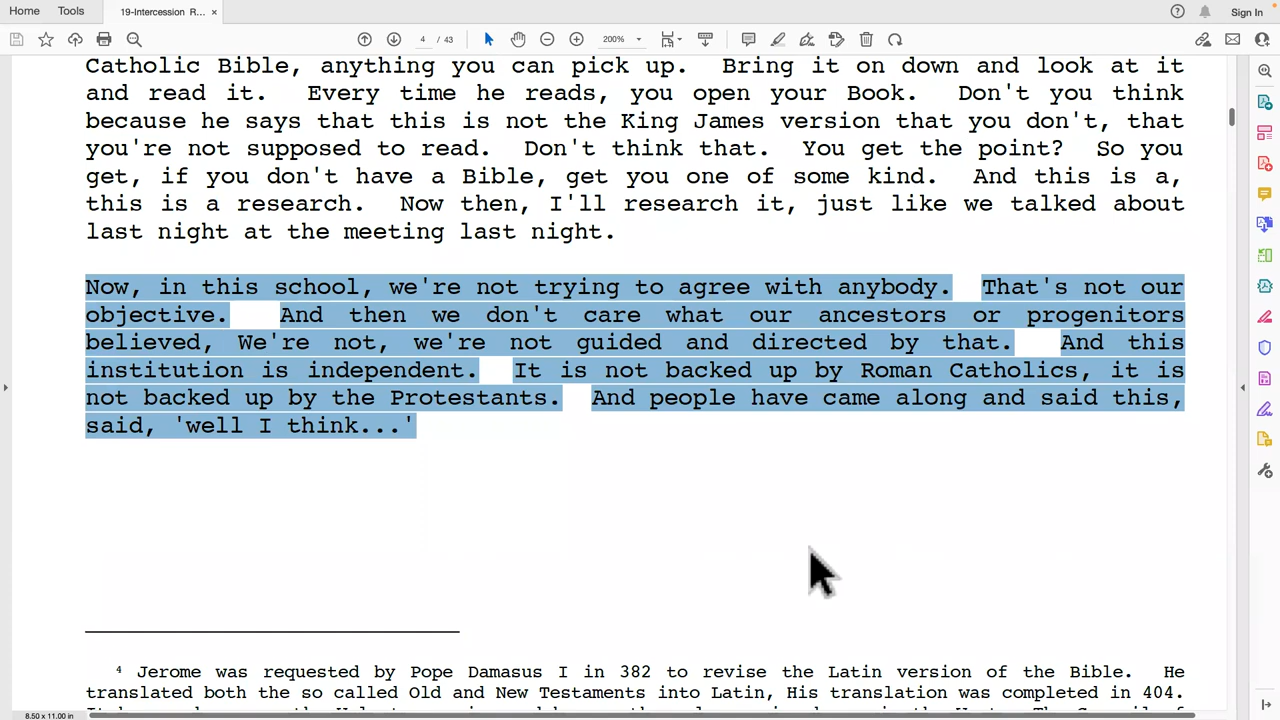 Home Tools 19-Intercession R... × Sign In
4 / 43 200%
Catholic Bible, anything you can pick up. Bring it on down and look at it
and read it. Every time he reads, you open your Book. Don't you think
because he says that this is not the King James version that you don't, that
you're not supposed to read. Don't think that. You get the point? So you
get, if you don't have a Bible, get you one of some kind. And this is a,
this is a research. Now then, I'll research it, just like we talked about
last night at the meeting last night.
Now, in this school, we're not trying to agree with anybody. That's not our
objective. And then we don't care what our ancestors or progenitors
believed, We're not, we're not guided and directed by that. And this
institution is independent. It is not backed up by Roman Catholics, it is
not backed up by the Protestants. And people have came along and said this,
said, 'well I think...'
4 Jerome was requested by Pope Damasus I in 382 to revise the Latin version of the Bible. He
translated both the so called Old and New Testaments into Latin, His translation was completed in 404.
8.50 x 11.00 in